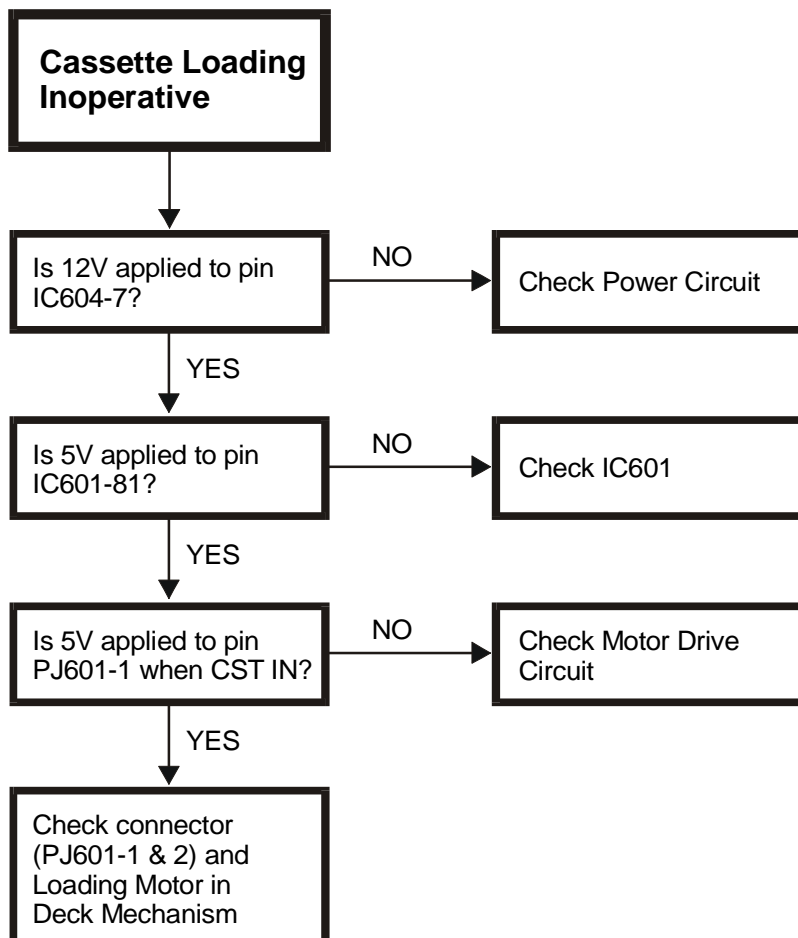 Cassette Loading
Inoperative
Is 12V applied to pin
IC604-7?
NO
Check Power Circuit
YES
Is 5V applied to pin
IC601-81?
NO
Check IC601
YES
Is 5V applied to pin
PJ601-1 when CST IN?
NO
Check Motor Drive
Circuit
YES
Check connector
(PJ601-1 & 2) and
Loading Motor in
Deck Mechanism